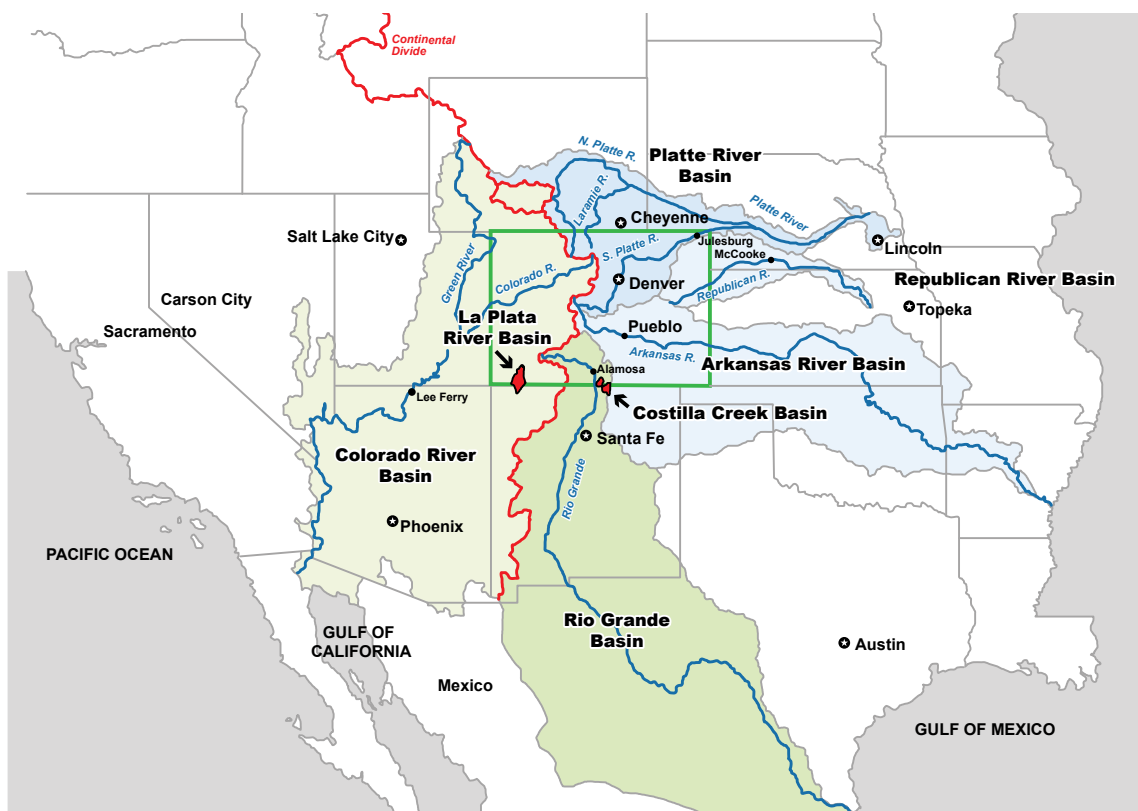 Continental
Divide
N. Platte R.
Platte River
Basin
Laramie R.
Platte River
Cheyenne
Salt Lake City
Green River
S. Platte R.
Julesburg
Lincoln
McCooke
Colorado R.
Denver
Republican R.
Republican River Basin
Carson City
Topeka
Sacramento
La Plata
River Basin
Pueblo
Arkansas R.
Arkansas River Basin
Alamosa
Lee Ferry
Costilla Creek Basin
Santa Fe
Colorado River
Basin
Rio Grande
Phoenix
PACIFIC OCEAN
Rio Grande
Basin
GULF OF
CALIFORNIA
Austin
Mexico
GULF OF MEXICO